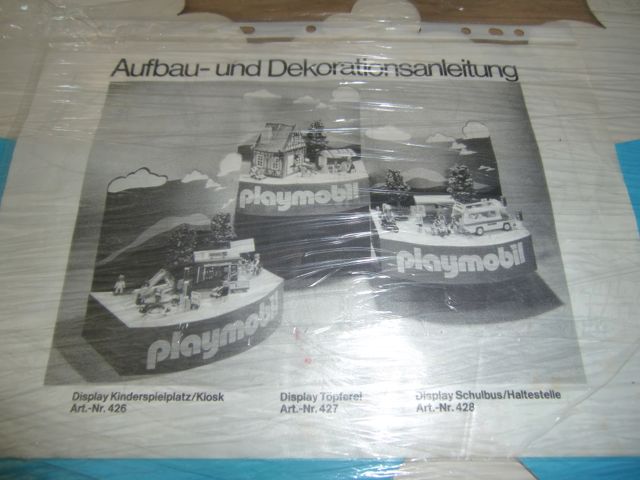 Aufbau- und Dekorationsanleitung
playmobil
playmobil
playmobil
Display Kinderspielplatz/Kiosk
Art.-Nr. 426
Display Töpferei
Art.-Nr. 427
Display Schulbus/Haltestelle
Art.-Nr. 428